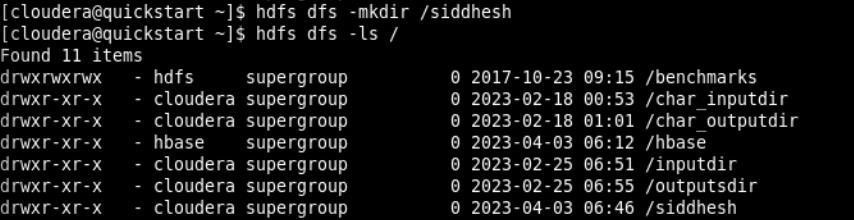 [cloudera@quickstart ~]$ hdfs dfs -mkdir /siddhesh
[cloudera@quickstart ~]$ hdfs dfs -ls /
Found 11 items
drwxrwxrwx   - hdfs     supergroup          0 2017-10-23 09:15 /benchmarks
drwxr-xr-x   - cloudera supergroup          0 2023-02-18 00:53 /char_inputdir
drwxr-xr-x   - cloudera supergroup          0 2023-02-18 01:01 /char_outputdir
drwxr-xr-x   - hbase    supergroup          0 2023-04-03 06:12 /hbase
drwxr-xr-x   - cloudera supergroup          0 2023-02-25 06:51 /inputdir
drwxr-xr-x   - cloudera supergroup          0 2023-02-25 06:55 /outputsdir
drwxr-xr-x   - cloudera supergroup          0 2023-04-03 06:46 /siddhesh